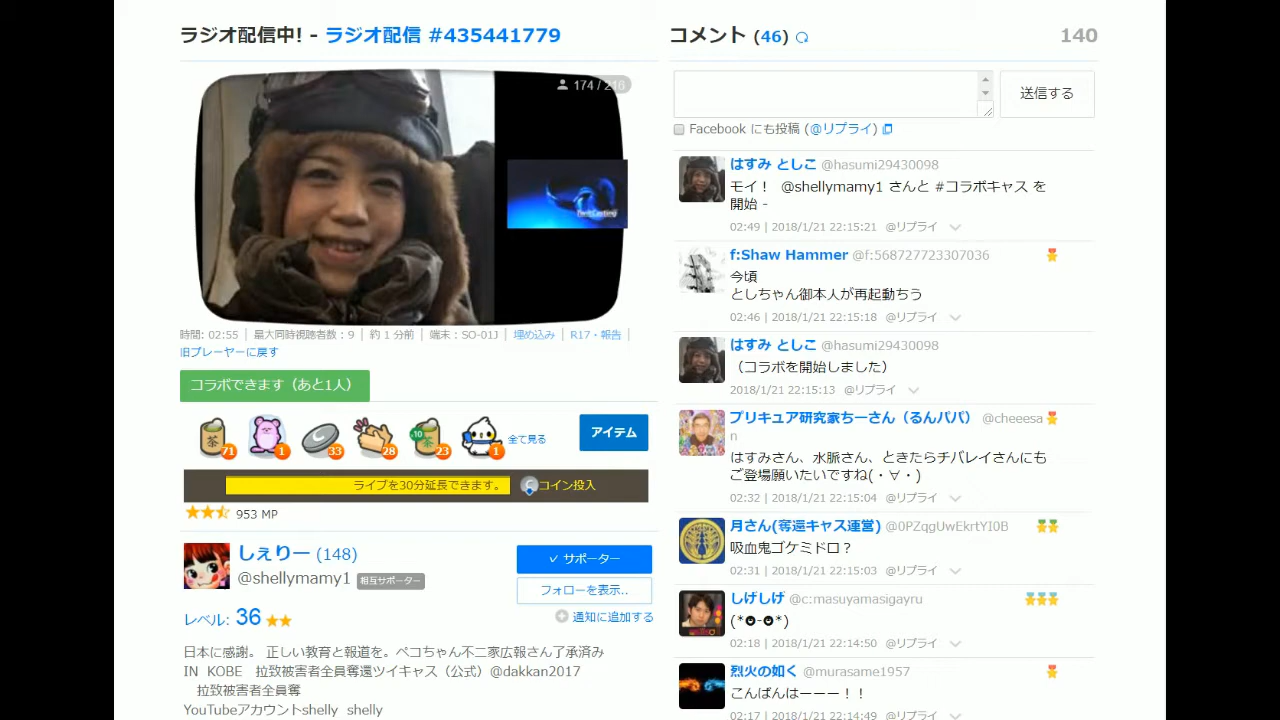 ラジオ配信中! - ラジオ配信 #435441779
174 / 216
TwitCasting
時間: 02:55 | 最大同時視聴者数 : 9 | 約 1 分前 | 端末 : SO-01J | 埋め込み | R17・報告 |
旧プレーヤーに戻す
コラボできます（あと1人）
茶 71
1
33
28
+10 茶 23
1
全て見る
アイテム
ライブを30分延長できます。
コイン投入
953 MP
しぇりー (148)
@shellymamy1 相互サポーター
✓ サポーター
フォローを表示..
レベル: 36
通知に追加する
日本に感謝。 正しい教育と報道を。ペコちゃん不二家広報さん了承済み
IN KOBE 拉致被害者全員奪還ツイキャス（公式）@dakkan2017
拉致被害者全員奪
YouTubeアカウントshelly shelly
コメント (46)
140
送信する
Facebook にも投稿 (@リプライ)
はすみ としこ @hasumi29430098
モイ！ @shellymamy1 さんと #コラボキャス を
開始 -
02:49 | 2018/1/21 22:15:21 @リプライ
f:Shaw Hammer @f:568727723307036
今頃
としちゃん御本人が再起動ちう
02:46 | 2018/1/21 22:15:18 @リプライ
はすみ としこ @hasumi29430098
（コラボを開始しました）
2018/1/21 22:15:13 @リプライ
プリキュア研究家ちーさん（るんパパ） @cheeesa
n
はすみさん、水脈さん、ときたらチバレイさんにも
ご登場願いたいですね(・∀・)
02:32 | 2018/1/21 22:15:04 @リプライ
月さん(奪還キャス運営) @0PZqgUwEkrtYI0B
吸血鬼ゴケミドロ？
02:31 | 2018/1/21 22:15:03 @リプライ
しげしげ @c:masuyamasigayru
(*●-●*)
02:18 | 2018/1/21 22:14:50 @リプライ
烈火の如く @murasame1957
こんばんはーーー！！
02:17 | 2018/1/21 22:14:49 @リプライ